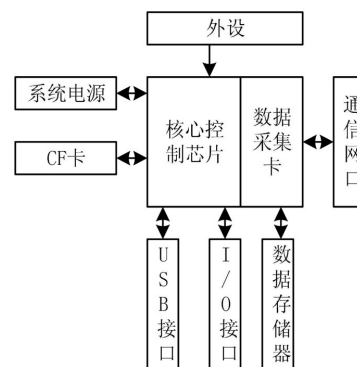 外设
系统电源
CF卡
核心控
制芯片
数据
采集
卡
通
信
网
口
U
S
B
接
口
I
/
O
接
口
数
据
存
储
器